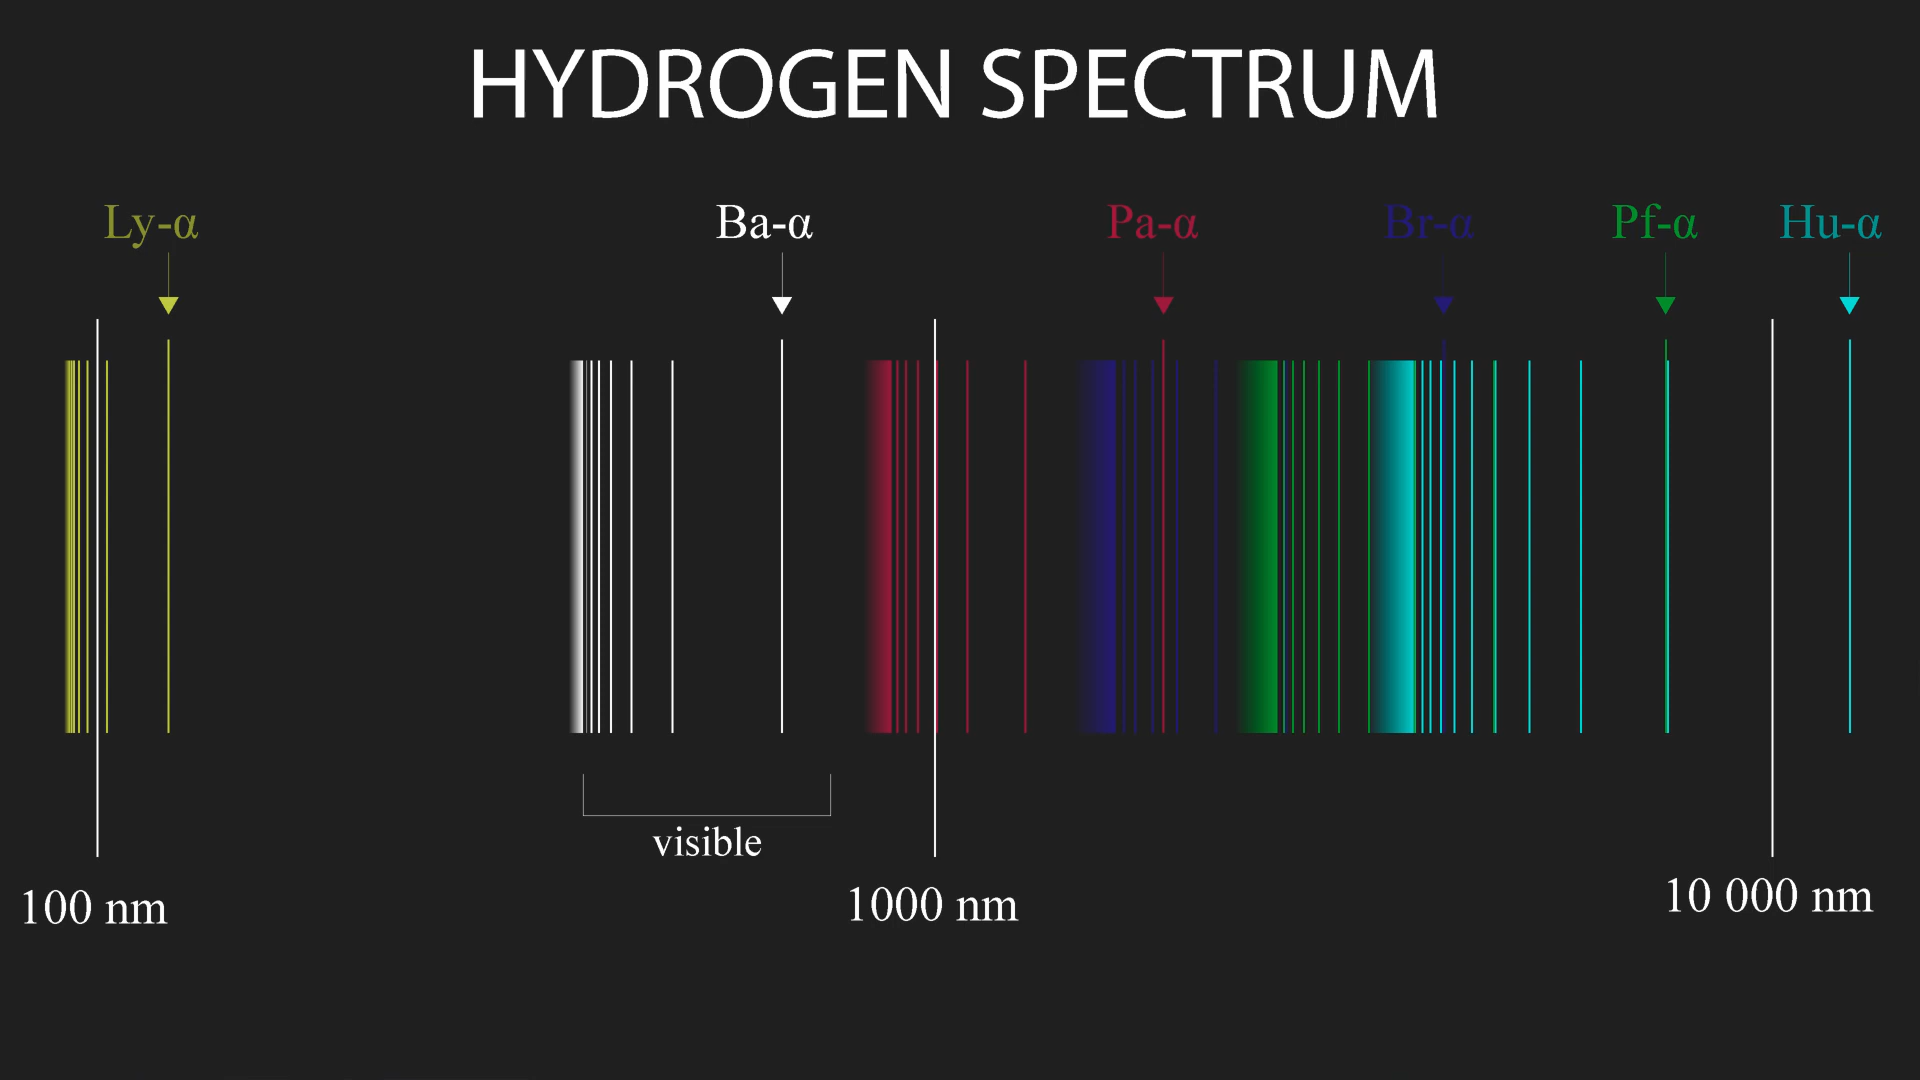 HYDROGEN SPECTRUM
Ly-α Ba-α Pa-α Br-α Pf-α Hu-α
visible
100 nm 1000 nm 10 000 nm